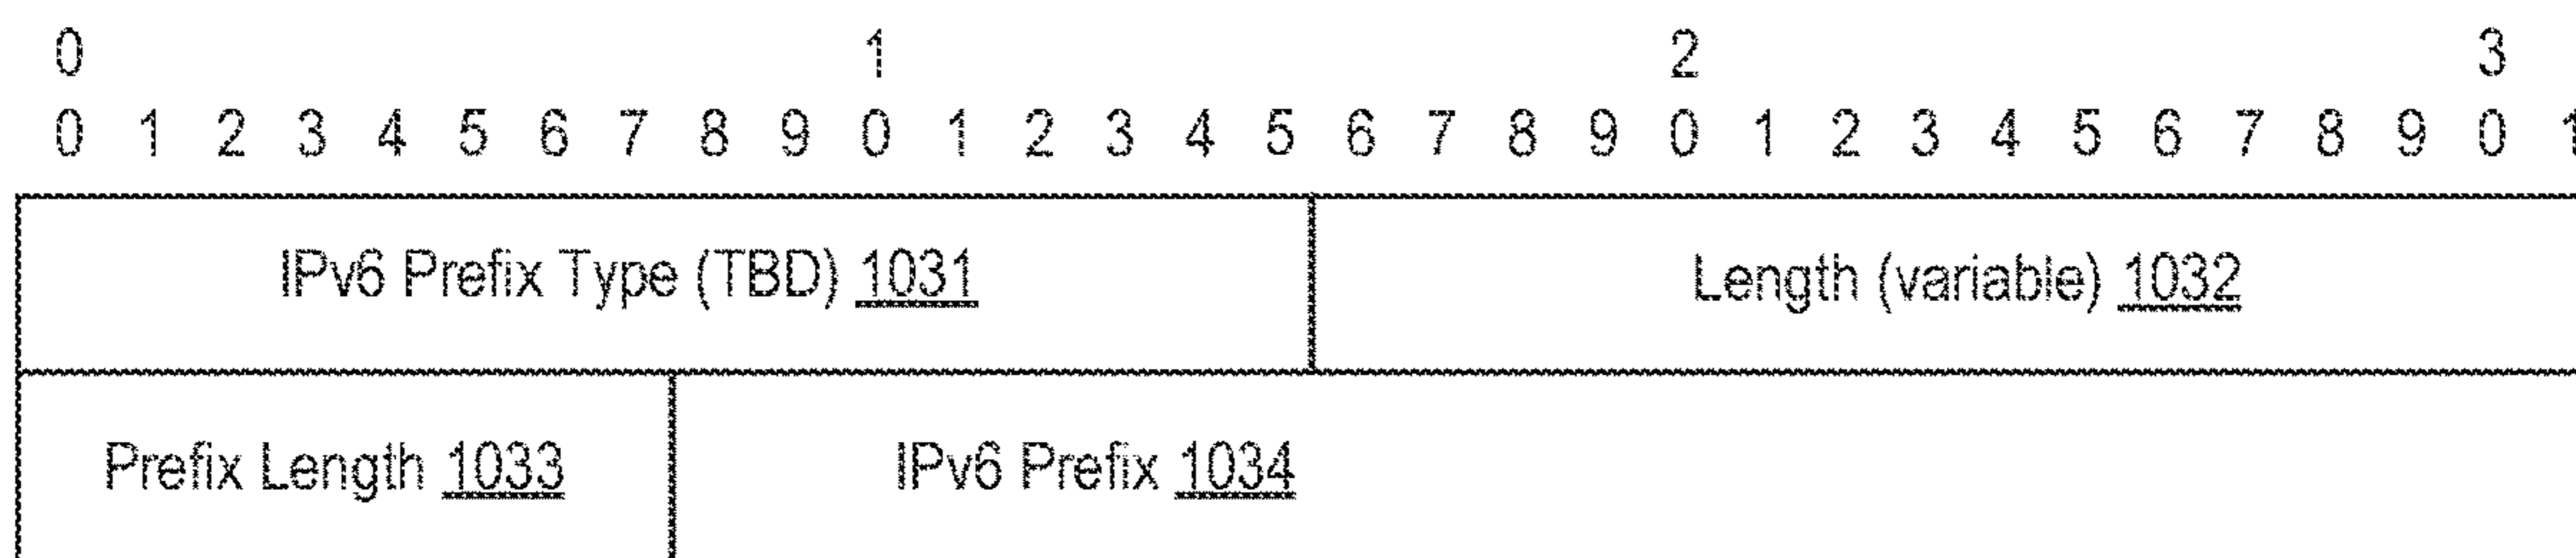 0 1 2 3
0 1 2 3 4 5 6 7 8 9 0 1 2 3 4 5 6 7 8 9 0 1 2 3 4 5 6 7 8 9 0 1
IPv6 Prefix Type (TBD) 1031 Length (variable) 1032
Prefix Length 1033 IPv6 Prefix 1034